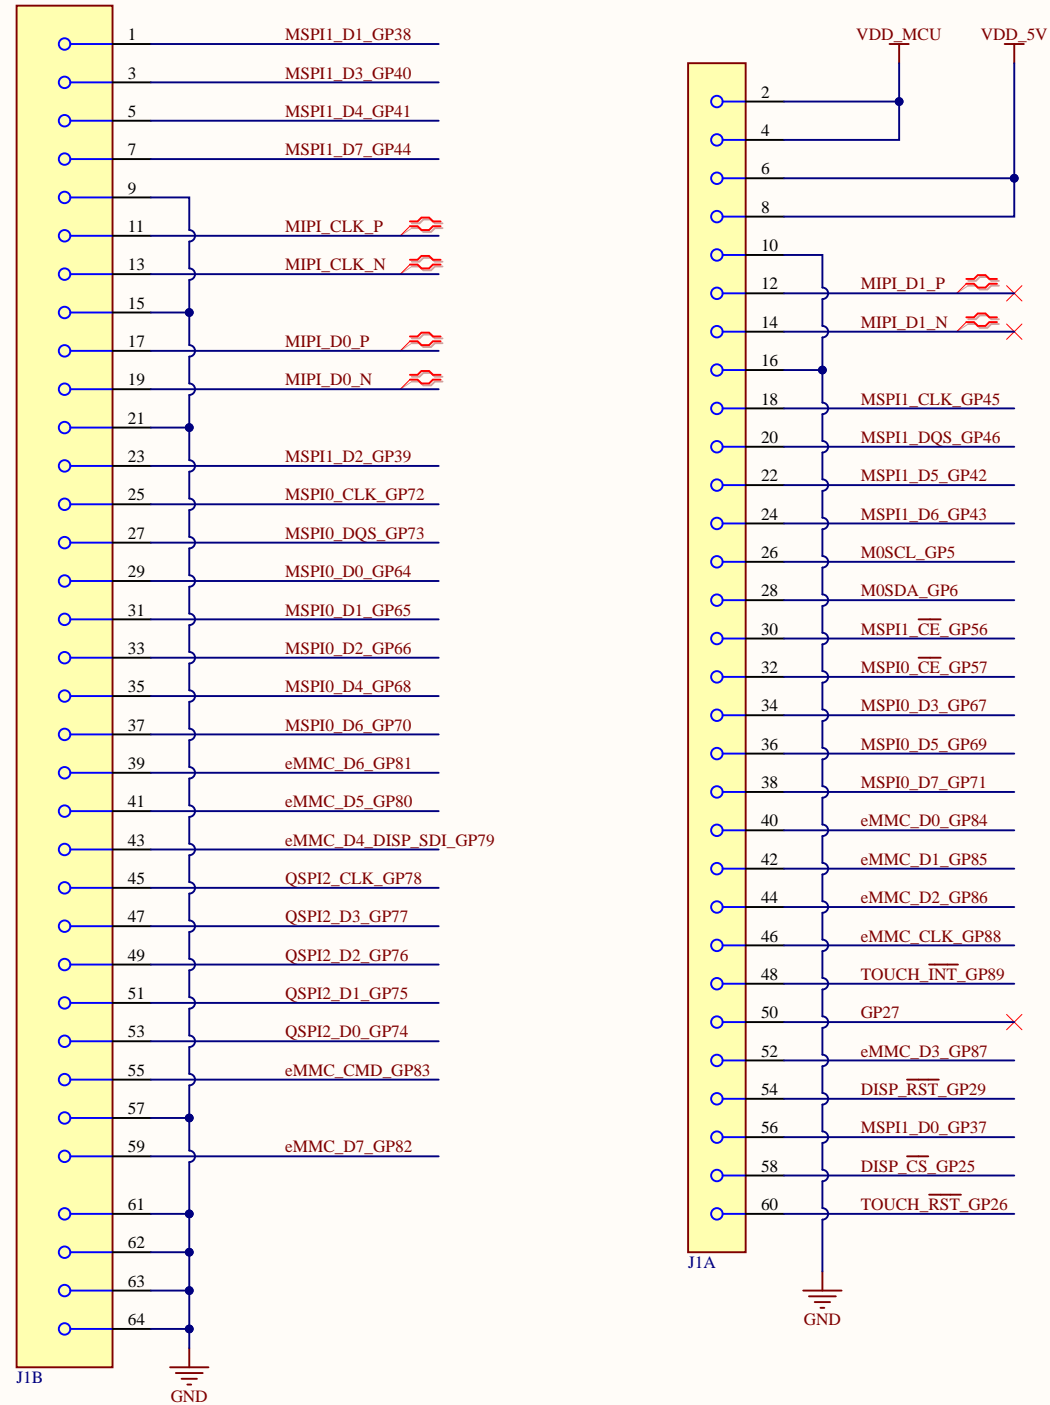 1 MSPI1_D1_GP38
3 MSPI1_D3_GP40
5 MSPI1_D4_GP41
7 MSPI1_D7_GP44
9
11 MIPI_CLK_P
13 MIPI_CLK_N
15
17 MIPI_D0_P
19 MIPI_D0_N
21
23 MSPI1_D2_GP39
25 MSPI0_CLK_GP72
27 MSPI0_DQS_GP73
29 MSPI0_D0_GP64
31 MSPI0_D1_GP65
33 MSPI0_D2_GP66
35 MSPI0_D4_GP68
37 MSPI0_D6_GP70
39 eMMC_D6_GP81
41 eMMC_D5_GP80
43 eMMC_D4_DISP_SDI_GP79
45 QSPI2_CLK_GP78
47 QSPI2_D3_GP77
49 QSPI2_D2_GP76
51 QSPI2_D1_GP75
53 QSPI2_D0_GP74
55 eMMC_CMD_GP83
57
59 eMMC_D7_GP82
61
62
63
64
J1B
GND
VDD_MCU VDD_5V
2
4
6
8
10
12 MIPI_D1_P
14 MIPI_D1_N
16
18 MSPI1_CLK_GP45
20 MSPI1_DQS_GP46
22 MSPI1_D5_GP42
24 MSPI1_D6_GP43
26 M0SCL_GP5
28 M0SDA_GP6
30 MSPI1_CE_GP56
32 MSPI0_CE_GP57
34 MSPI0_D3_GP67
36 MSPI0_D5_GP69
38 MSPI0_D7_GP71
40 eMMC_D0_GP84
42 eMMC_D1_GP85
44 eMMC_D2_GP86
46 eMMC_CLK_GP88
48 TOUCH_INT_GP89
50 GP27
52 eMMC_D3_GP87
54 DISP_RST_GP29
56 MSPI1_D0_GP37
58 DISP_CS_GP25
60 TOUCH_RST_GP26
J1A
GND